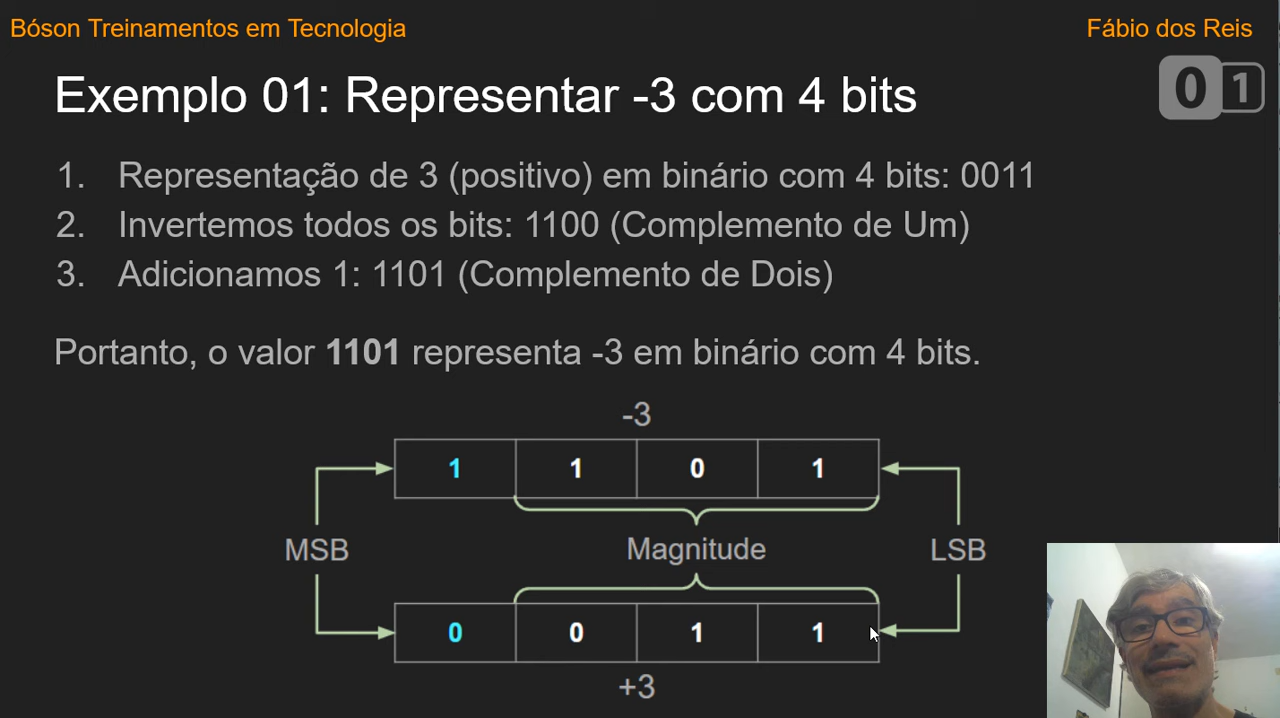 Bóson Treinamentos em Tecnologia
Fábio dos Reis
Exemplo 01: Representar -3 com 4 bits
0 1
1. Representação de 3 (positivo) em binário com 4 bits: 0011
2. Invertemos todos os bits: 1100 (Complemento de Um)
3. Adicionamos 1: 1101 (Complemento de Dois)
Portanto, o valor 1101 representa -3 em binário com 4 bits.
-3
1 1 0 1
MSB Magnitude LSB
0 0 1 1
+3